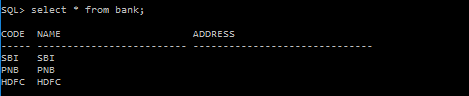 SQL> select * from bank;
CODE NAME ADDRESS
----- ------------------------- ------------------------------
SBI SBI
PNB PNB
HDFC HDFC